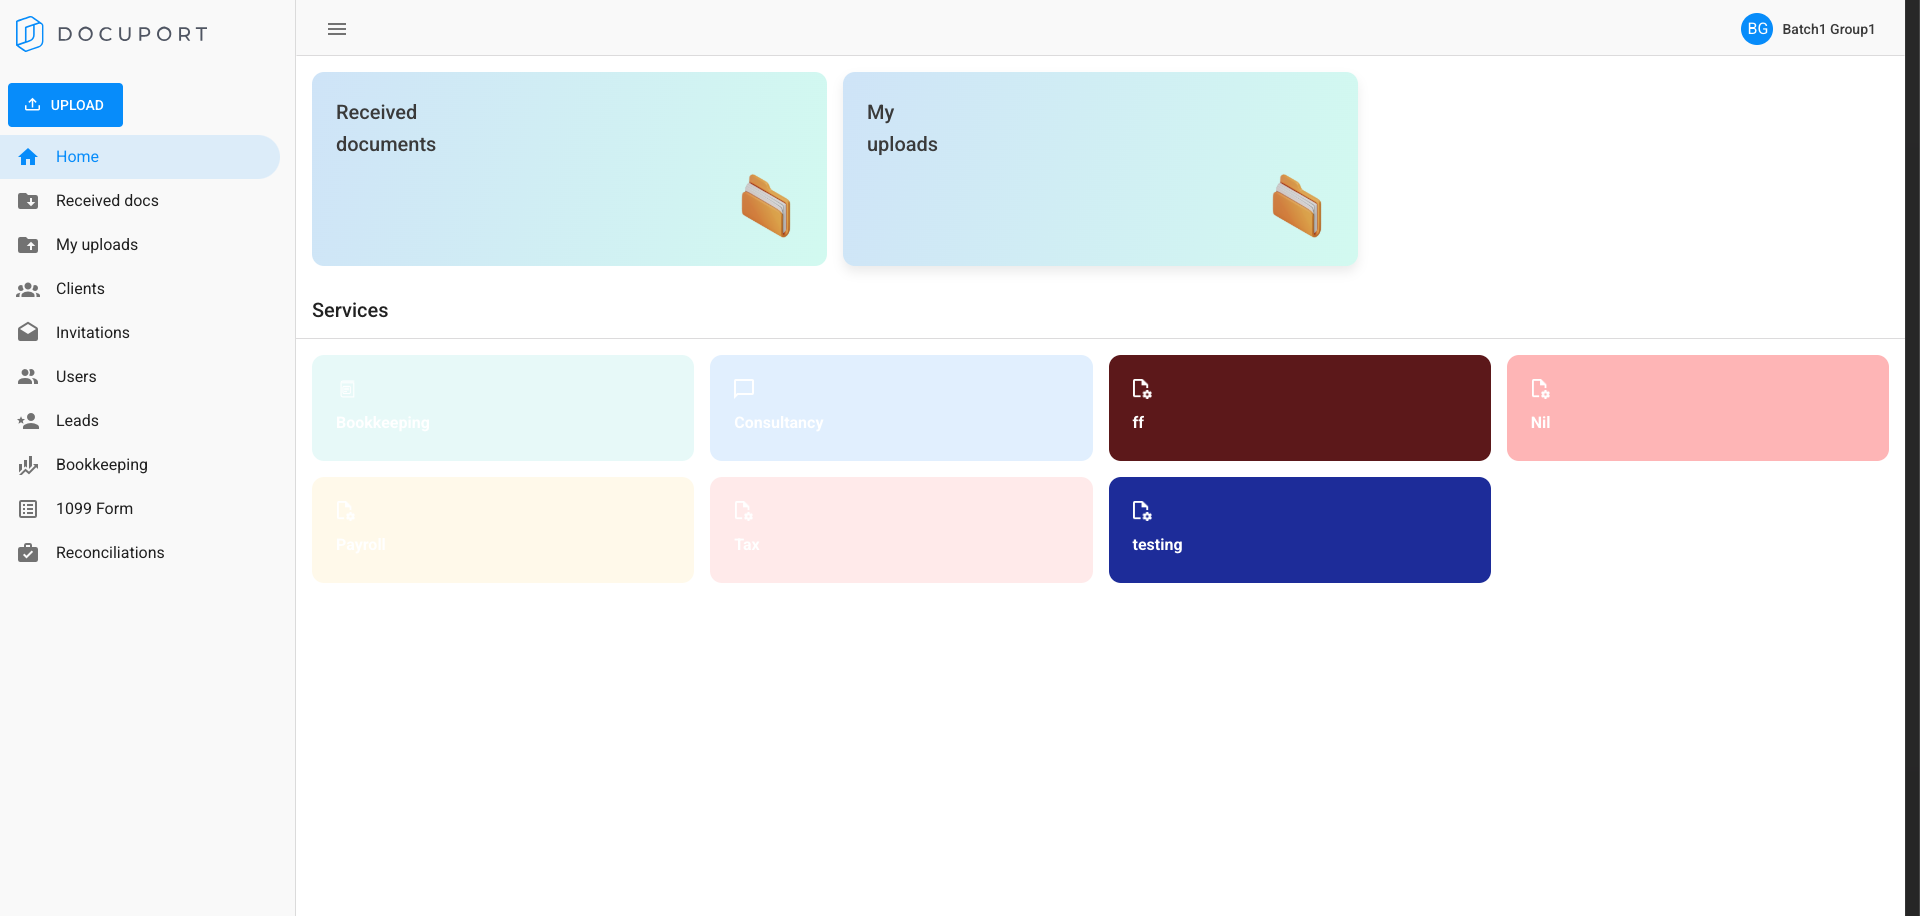 DOCUPORT
BG Batch1 Group1
UPLOAD
Home
Received docs
My uploads
Clients
Invitations
Users
Leads
Bookkeeping
1099 Form
Reconciliations
Received
documents
My
uploads
Services
Bookkeeping
Consultancy
ff
Nil
Payroll
Tax
testing